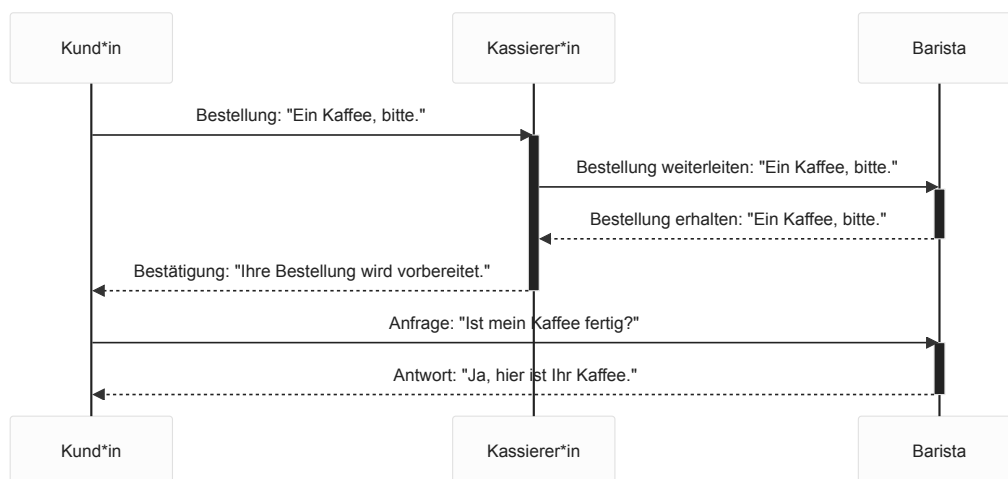 Kund*in
Kassierer*in
Barista
Bestellung: "Ein Kaffee, bitte."
Bestellung weiterleiten: "Ein Kaffee, bitte."
Bestellung erhalten: "Ein Kaffee, bitte."
Bestätigung: "Ihre Bestellung wird vorbereitet."
Anfrage: "Ist mein Kaffee fertig?"
Antwort: "Ja, hier ist Ihr Kaffee."
Kund*in
Kassierer*in
Barista